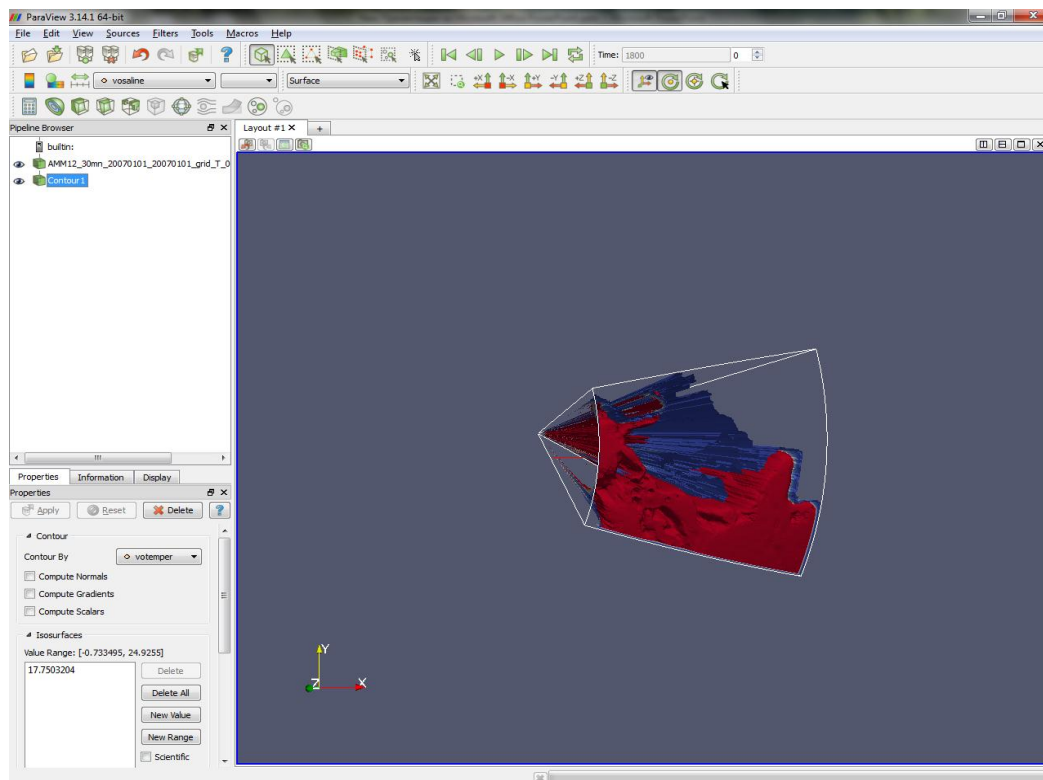 ParaView 3.14.1 64-bit
File Edit View Sources Filters Tools Macros Help
Time: 1800 0
vosaline Surface +X -X +Y -Y +Z -Z
Pipeline Browser
Layout #1 +
builtin:
AMM12_30mn_20070101_20070101_grid_T_0
Contour1
Properties Information Display
Properties
Apply Reset Delete ?
Contour
Contour By votemper
Compute Normals
Compute Gradients
Compute Scalars
Isosurfaces
Value Range: [-0.733495, 24.9255]
17.7503204
Delete
Delete All
New Value
New Range
Scientific
Y
Z X